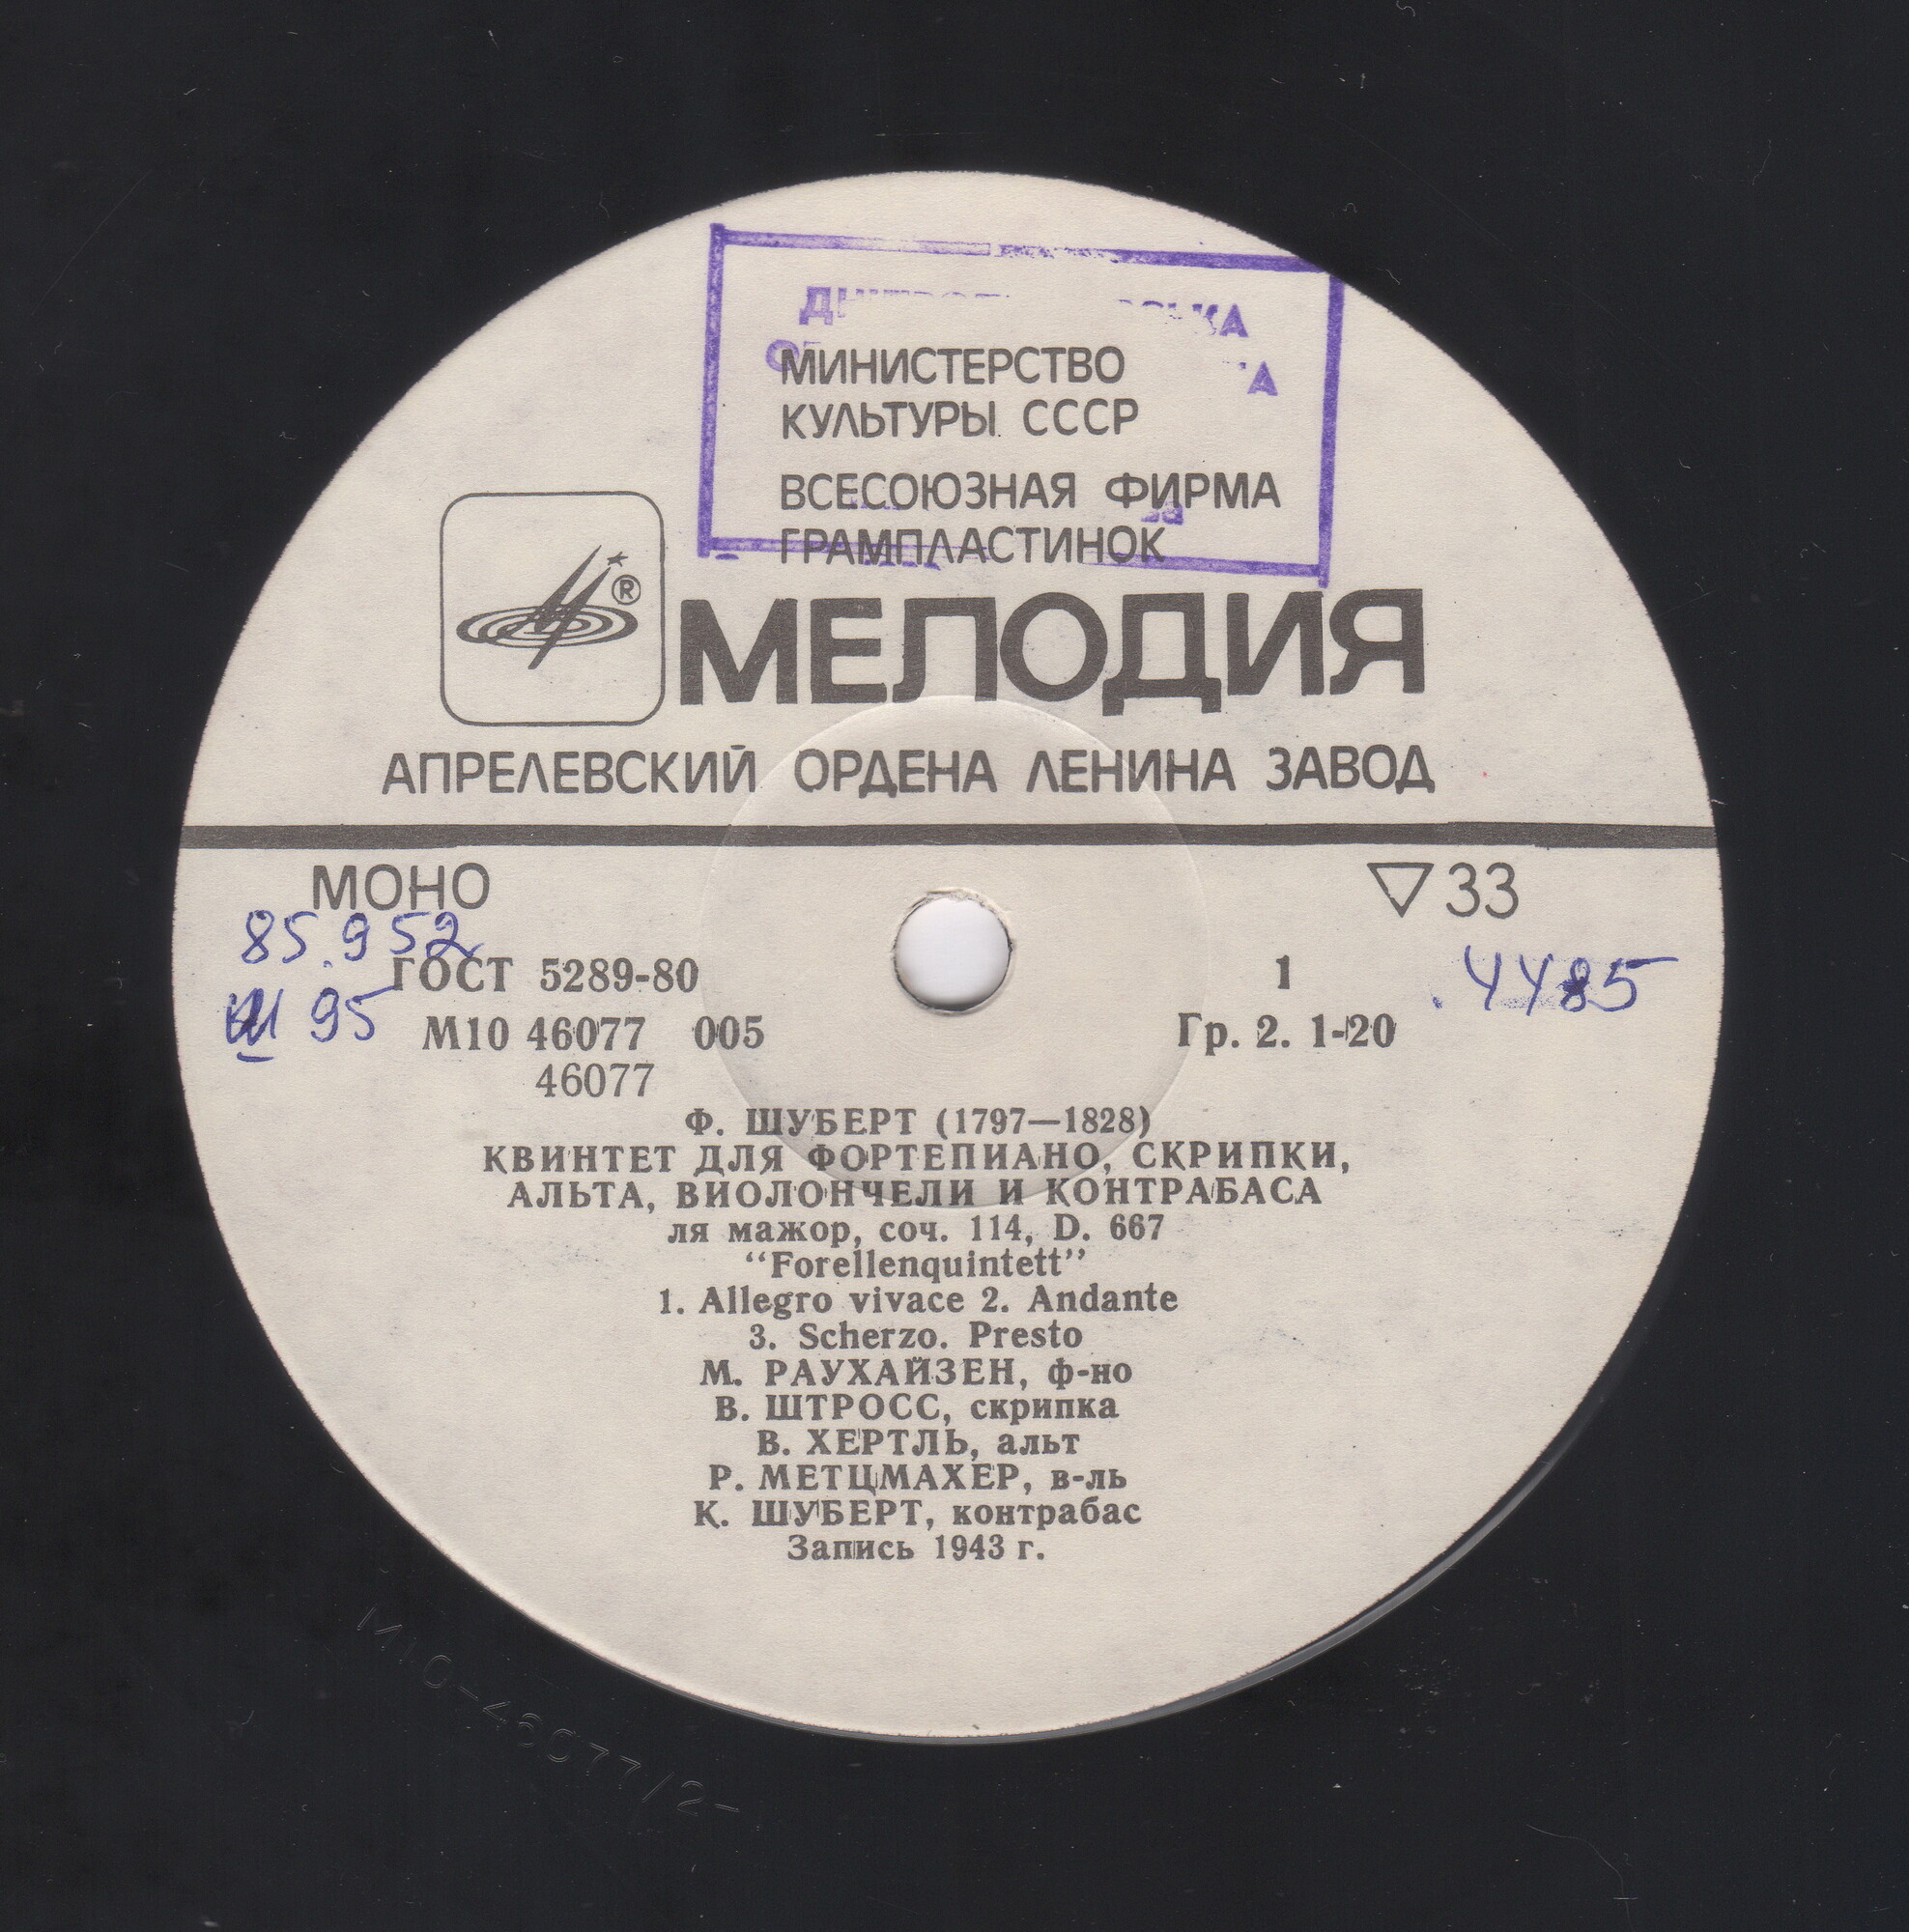 МИНИСТЕРСТВО
КУЛЬТУРЫ СССР
ВСЕСОЮЗНАЯ ФИРМА
ГРАМПЛАСТИНОК
®
МЕЛОДИЯ
АПРЕЛЕВСКИЙ ОРДЕНА ЛЕНИНА ЗАВОД
МОНО
33
85.952
ГОСТ 5289-80
1
4485
Ш 95
М10 46077 005
Гр. 2. 1-20
46077
Ф. ШУБЕРТ (1797—1828)
КВИНТЕТ ДЛЯ ФОРТЕПИАНО, СКРИПКИ,
АЛЬТА, ВИОЛОНЧЕЛИ И КОНТРАБАСА
ля мажор, соч. 114, D. 667
“Forellenquintett”
1. Allegro vivace 2. Andante
3. Scherzo. Presto
М. РАУХАЙЗЕН, ф-но
В. ШТРОСС, скрипка
В. ХЕРТЛЬ, альт
Р. МЕТЦМАХЕР, в-ль
К. ШУБЕРТ, контрабас
Запись 1943 г.
М10-46077/2-